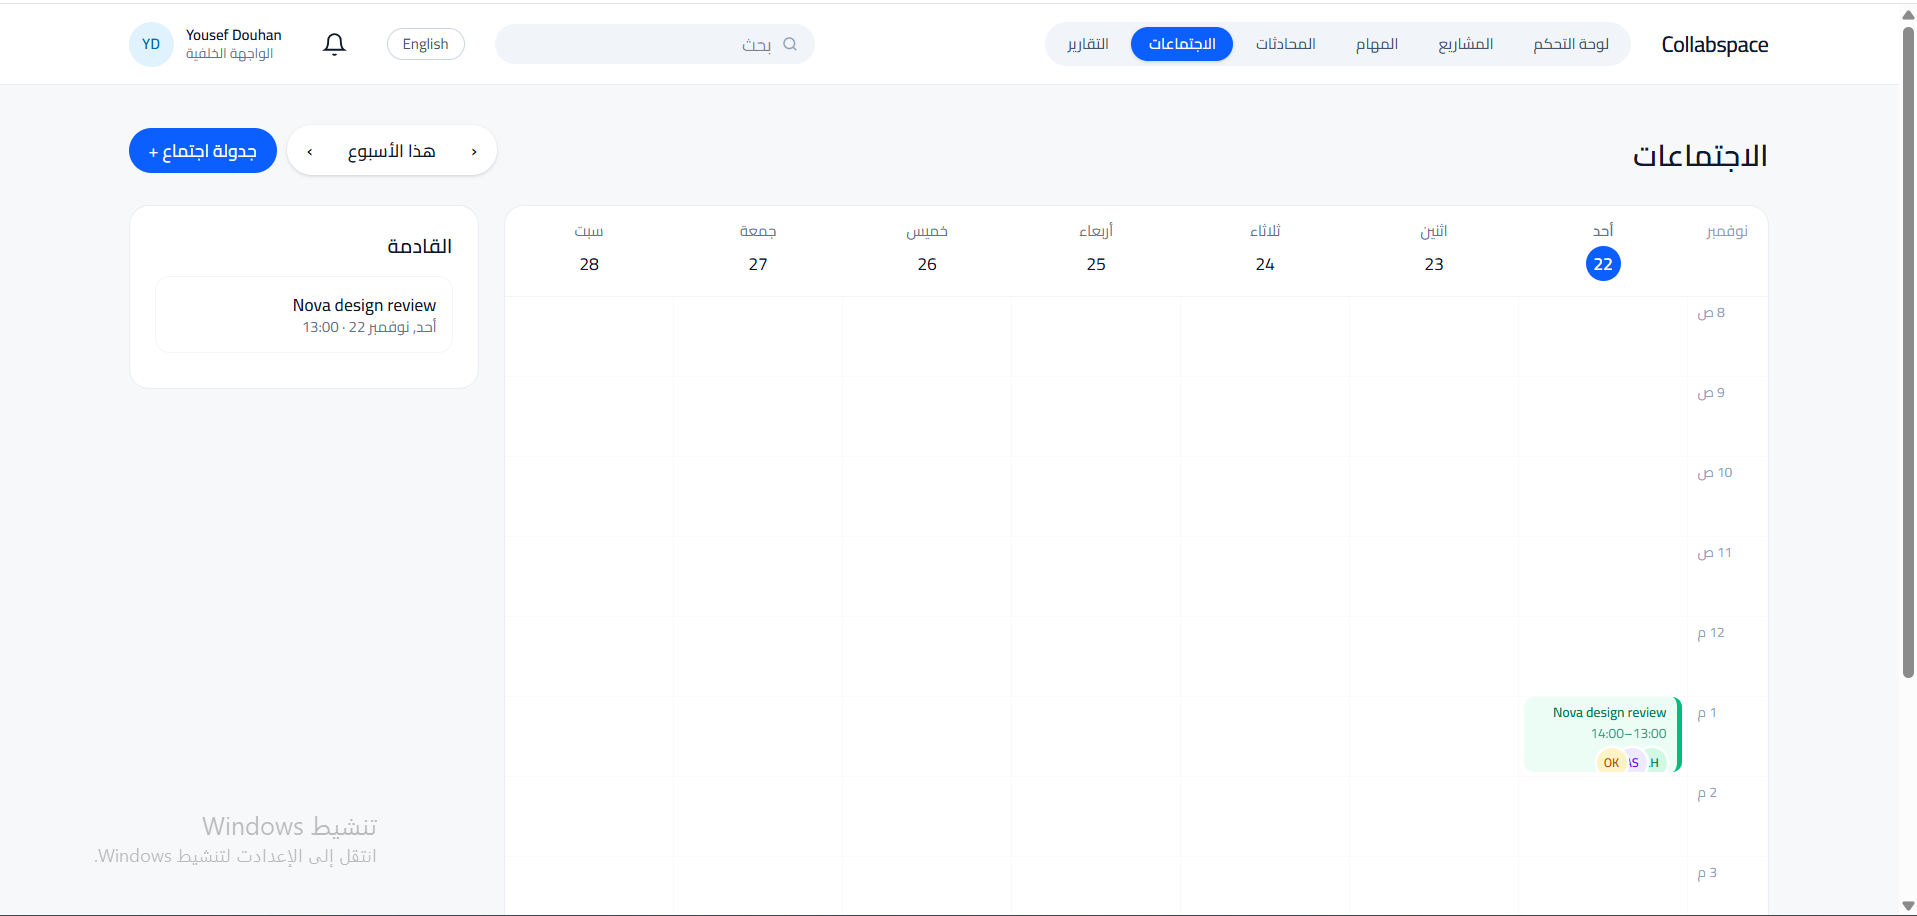 Collabspace
لوحة التحكم
المشاريع
المهام
المحادثات
الاجتماعات
التقارير
بحث
English
Yousef Douhan
الواجهة الخلفية
YD
الاجتماعات
‹ هذا الأسبوع ›
جدولة اجتماع +
نوفمبر
أحد
22
اثنين
23
ثلاثاء
24
أربعاء
25
خميس
26
جمعة
27
سبت
28
8 ص
9 ص
10 ص
11 ص
12 م
1 م
Nova design review
13:00–14:00
OK
2 م
3 م
القادمة
Nova design review
أحد, نوفمبر 22 · 13:00
تنشيط Windows
انتقل إلى الإعدادت لتنشيط Windows.